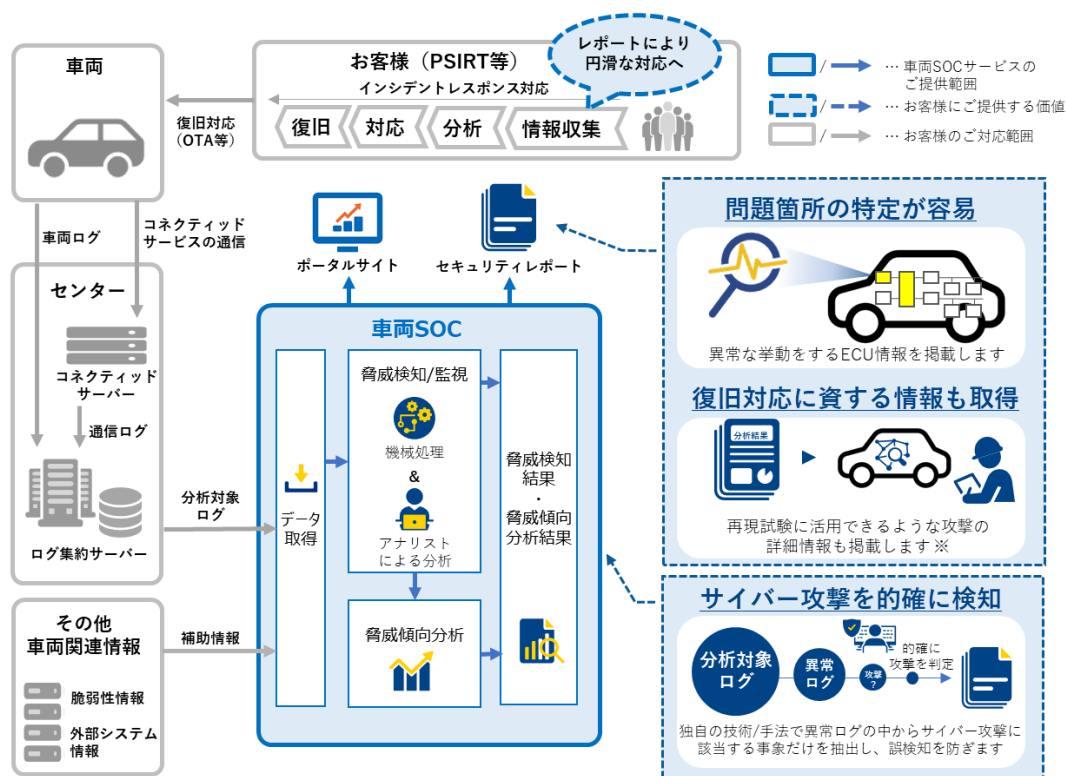 車両
お客様（PSIRT等）
インシデントレスポンス対応
復旧
対応
分析
情報収集
レポートにより
円滑な対応へ
/ … 車両SOCサービスの
ご提供範囲
/ … お客様にご提供する価値
/ … お客様のご対応範囲
復旧対応
（OTA等）
車両ログ
コネクティッド
サービスの通信
センター
コネクティッド
サーバー
通信ログ
ログ集約サーバー
分析対象
ログ
その他
車両関連情報
脆弱性情報
外部システム
情報
補助情報
ポータルサイト
セキュリティレポート
車両SOC
データ
取得
脅威検知/監視
機械処理
&
アナリスト
による分析
脅威傾向分析
脅威検知
結果
・
脅威傾向
分析結果
問題箇所の特定が容易
異常な挙動をするECU情報を掲載します
復旧対応に資する情報も取得
分析結果
再現試験に活用できるような攻撃の
詳細情報も掲載します※
サイバー攻撃を的確に検知
分析対象
ログ
異常
ログ
攻撃
?
的確に
攻撃を判定
独自の技術/手法で異常ログの中からサイバー攻撃に
該当する事象だけを抽出し、誤検知を防ぎます